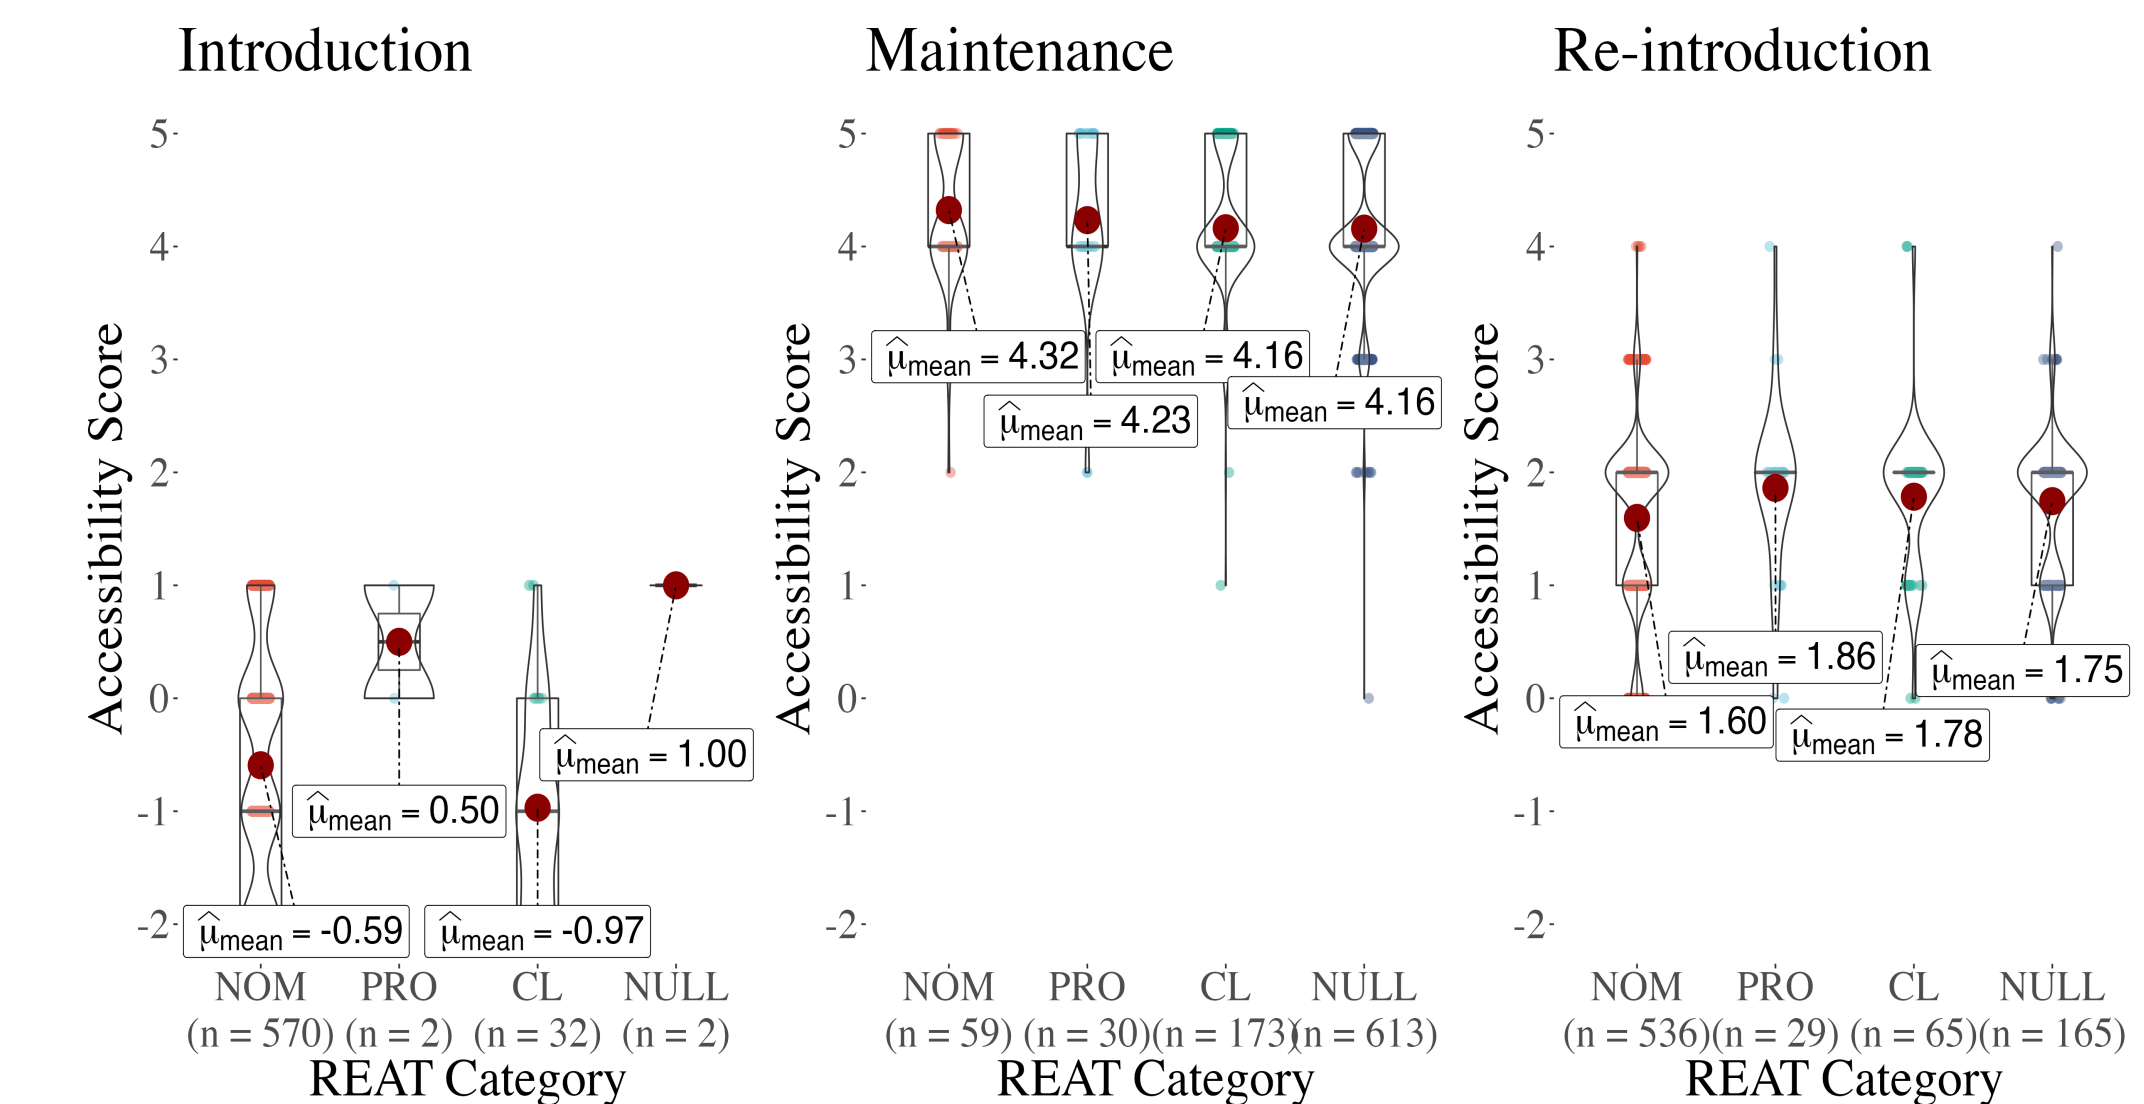 Introduction
Accessibility Score
5
4
3
2
1
0
-1
-2
μ̂mean = -0.59
μ̂mean = 0.50
μ̂mean = -0.97
μ̂mean = 1.00
NOM
(n = 570)
PRO
(n = 2)
CL
(n = 32)
NULL
(n = 2)
REAT Category
Maintenance
Accessibility Score
5
4
3
2
1
0
-1
-2
μ̂mean = 4.32
μ̂mean = 4.23
μ̂mean = 4.16
μ̂mean = 4.16
NOM
(n = 59)
PRO
(n = 30)
CL
(n = 173)
NULL
(n = 613)
REAT Category
Re-introduction
Accessibility Score
5
4
3
2
1
0
-1
-2
μ̂mean = 1.60
μ̂mean = 1.86
μ̂mean = 1.78
μ̂mean = 1.75
NOM
(n = 536)
PRO
(n = 29)
CL
(n = 65)
NULL
(n = 165)
REAT Category